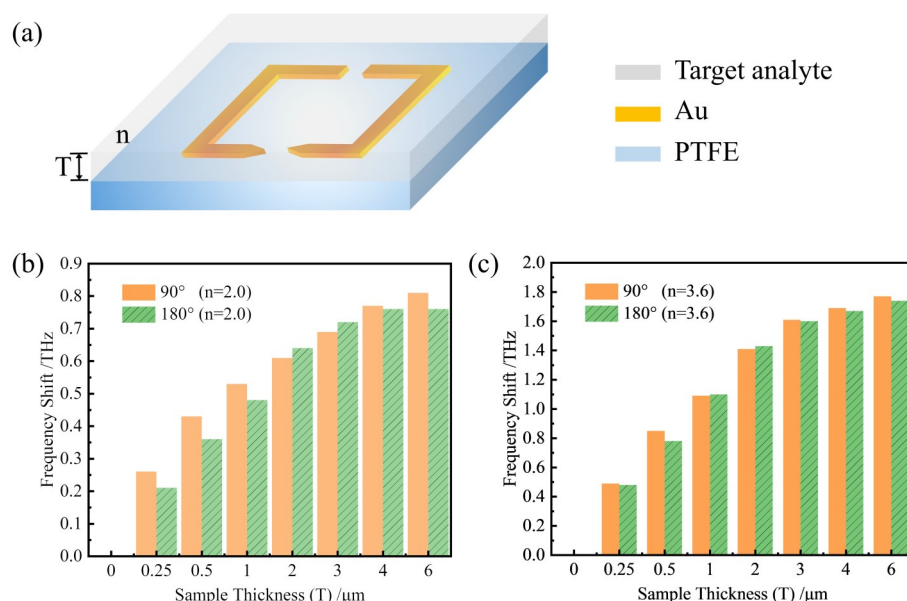 (a)
n
T
Target analyte
Au
PTFE
(b)
0.9
0.8
0.7
0.6
0.5
0.4
0.3
0.2
0.1
0.0
Frequency Shift /THz
90° (n=2.0)
180° (n=2.0)
0 0.25 0.5 1 2 3 4 6
Sample Thickness (T) /μm
(c)
2.0
1.8
1.6
1.4
1.2
1.0
0.8
0.6
0.4
0.2
0.0
Frequency Shift /THz
90° (n=3.6)
180° (n=3.6)
0 0.25 0.5 1 2 3 4 6
Sample Thickness (T) /μm